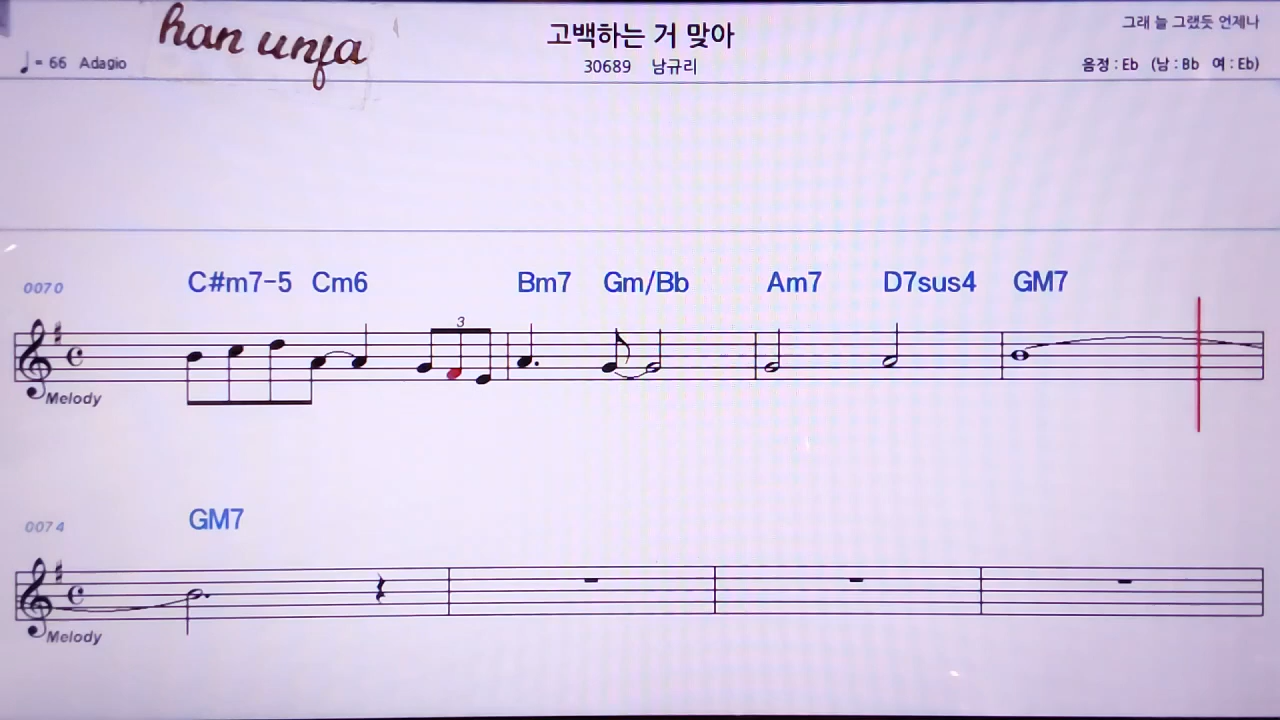 han unja
고백하는 거 맞아
그래 늘 그랬듯 언제나
♩= 66 Adagio
30689 남규리
음정 : Eb (남 : Bb 여 : Eb)
0070 C#m7-5 Cm6 Bm7 Gm/Bb Am7 D7sus4 GM7
3
Melody
0074 GM7
Melody